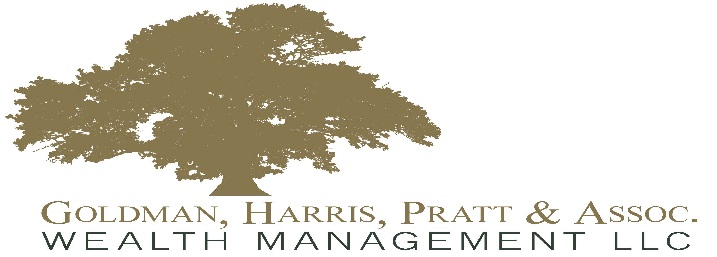 GOLDMAN, HARRIS, PRATT & ASSOC.
WEALTH MANAGEMENT LLC